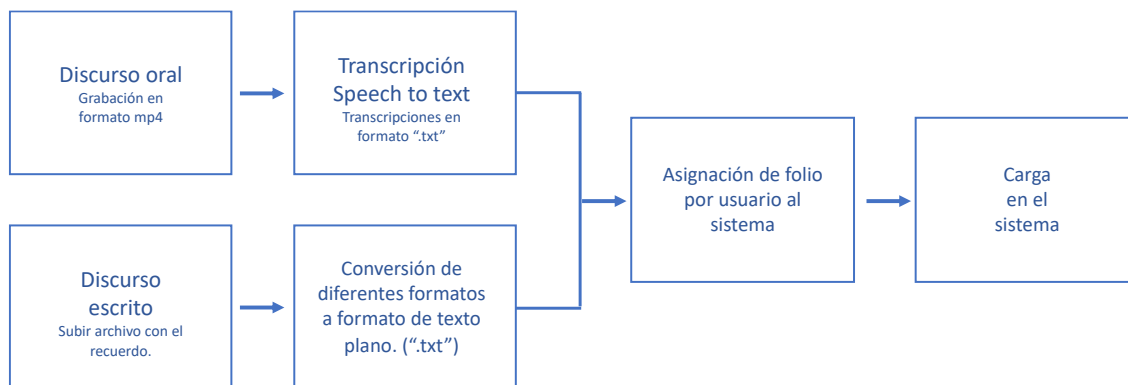 Discurso oral
Grabación en
formato mp4
Transcripción
Speech to text
Transcripciones en
formato “.txt”
Discurso
escrito
Subir archivo con el
recuerdo.
Conversión de
diferentes formatos
a formato de texto
plano. (“.txt”)
Asignación de folio
por usuario al
sistema
Carga
en el
sistema